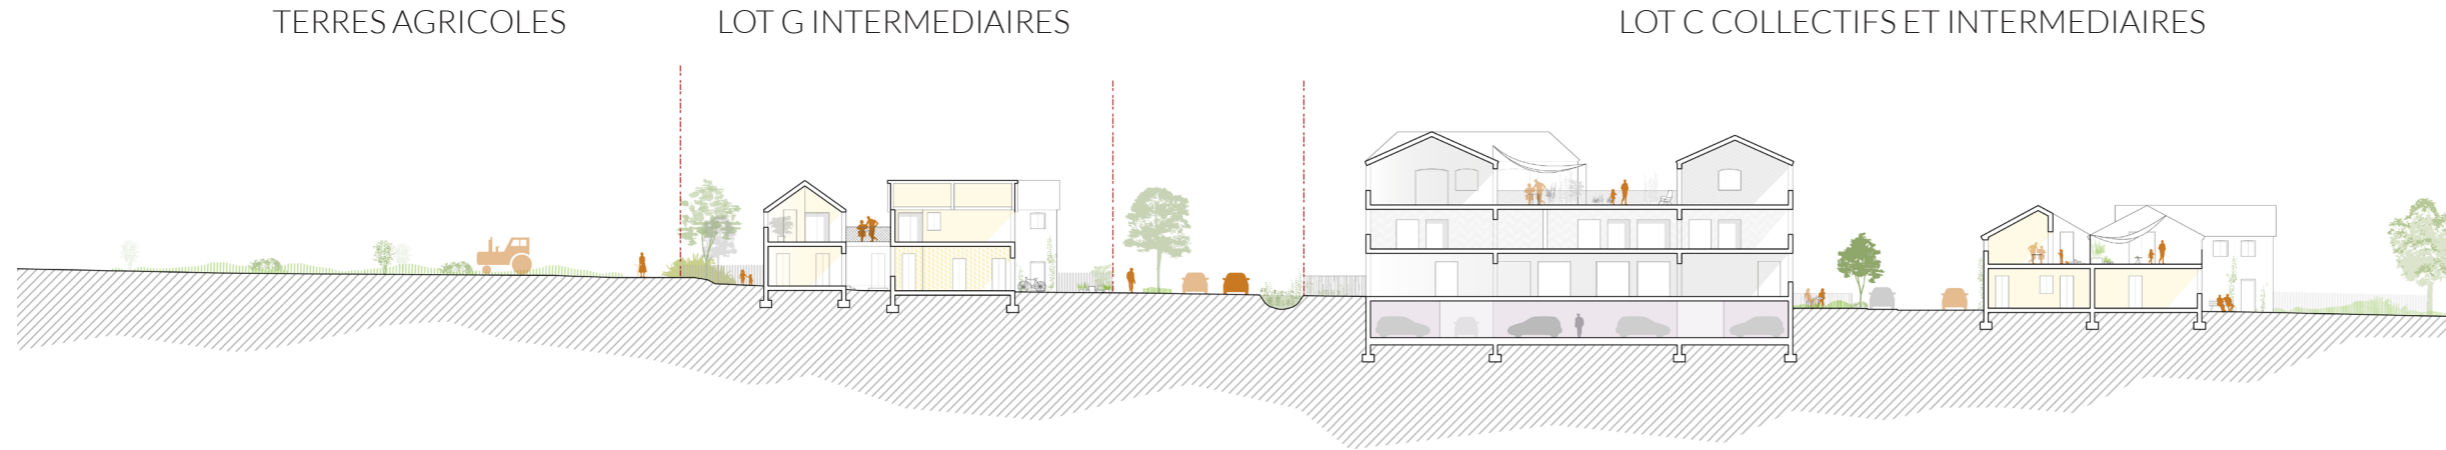 TERRES AGRICOLES
LOT G INTERMEDIAIRES
LOT C COLLECTIFS ET INTERMEDIAIRES